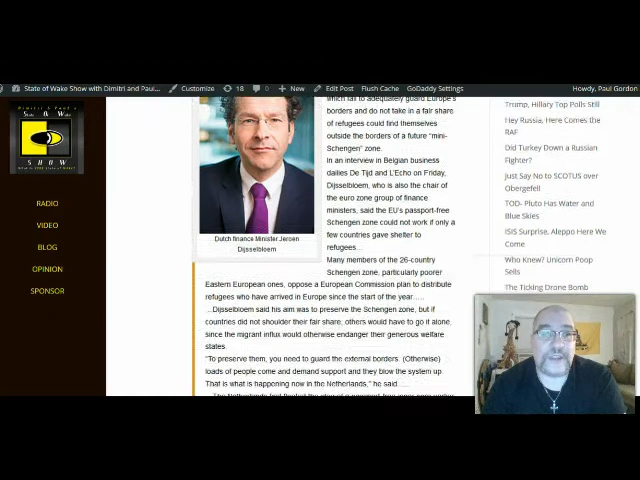 State of Wake Show with Dimitri and Paul...
Customize
18
0
New
Edit Post
Flush Cache
GoDaddy Settings
Howdy, Paul Gordon
Dimitri & Paul's
State Of Wake
SHOW
RADIO
VIDEO
BLOG
OPINION
SPONSOR
Dutch finance Minister Jeroen
Dijsselbloem
which fail to adequately guard Europe's
borders and do not take in a fair share
of refugees could find themselves
outside the borders of a future “mini-
Schengen” zone.
In an interview in Belgian business
dailies De Tijd and L'Echo on Friday,
Dijsselbloem, who is also the chair of
the euro zone group of finance
ministers, said the EU's passport-free
Schengen zone could not work if only a
few countries gave shelter to
refugees...
Many members of the 26-country
Schengen zone, particularly poorer
Eastern European ones, oppose a European Commission plan to distribute
refugees who have arrived in Europe since the start of the year.....
...Dijsselbloem said his aim was to preserve the Schengen zone, but if
countries did not shoulder their fair share, others would have to go it alone,
since the migrant influx would otherwise endanger their generous welfare
states.
“To preserve them, you need to guard the external borders. (Otherwise)
loads of people come and demand support and they blow the system up.
That is what is happening now in the Netherlands,” he said.....
Trump, Hillary Top Polls Still
Hey Russia, Here Comes the
RAF
Did Turkey Down a Russian
Fighter?
Just Say No to SCOTUS over
Obergefell
TOD- Pluto Has Water and
Blue Skies
ISIS Surprise, Aleppo Here We
Come
Who Knew? Unicorn Poop
Sells
The Ticking Drone Bomb